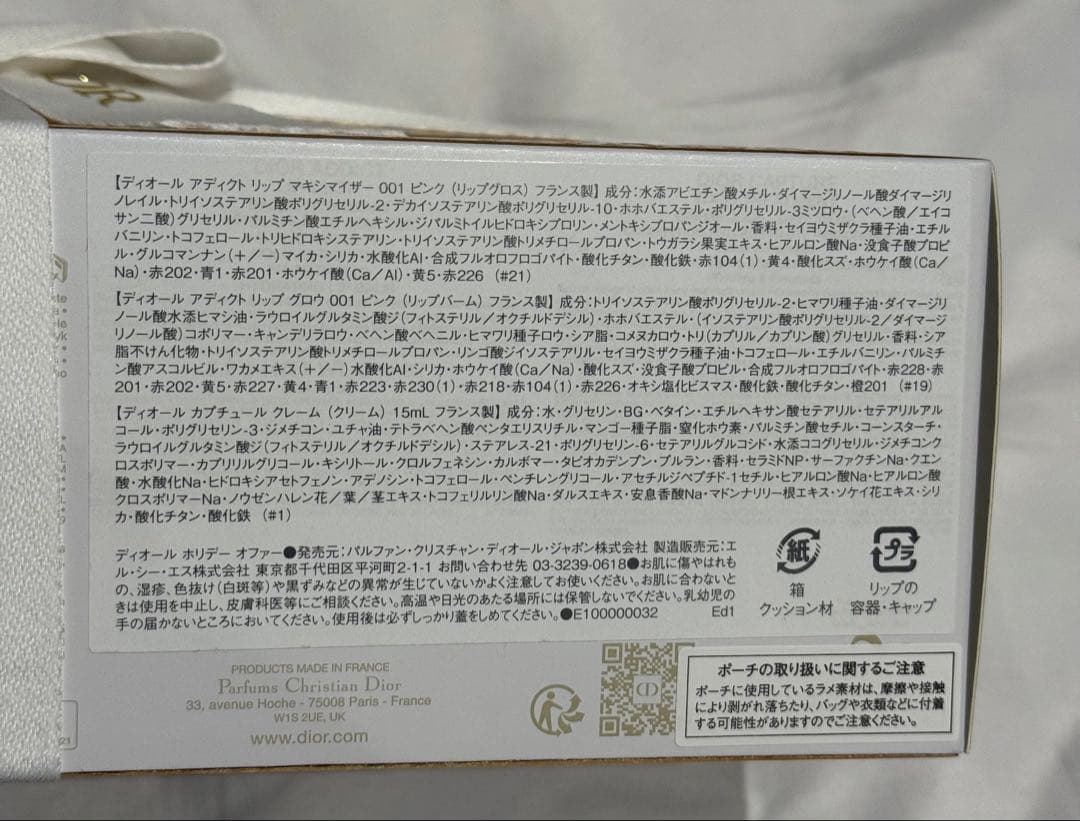 【ディオール アディクト リップ マキシマイザー 001 ピンク (リップグロス) フランス製】 成分:水添アビエチン酸メチル・ダイマージリノール酸ダイマージリ
ノレイル・トリイソステアリン酸ポリグリセリル-2・デカイソステアリン酸ポリグリセリル-10・ホホバエステル・ポリグリセリル-3ミツロウ・(ベヘン酸/エイコ
サン二酸)グリセリル・パルミチン酸エチルヘキシル・ジパルミトイルヒドロキシプロリン・メントキシプロパンジオール・香料・セイヨウミザクラ種子油・エチル
バニリン・トコフェロール・トリヒドロキシステアリン・トリイソステアリン酸トリメチロールプロパン・トウガラシ果実エキス・ヒアルロン酸Na・没食子酸プロピ
ル・グルコマンナン(+/-)マイカ・シリカ・水酸化Al・合成フルオロフロゴパイト・酸化チタン・酸化鉄・赤104(1)・黄4・酸化スズ・ホウケイ酸(Ca/
Na)・赤202・青1・赤201・ホウケイ酸(Ca/Al)・黄5・赤226 (#21)
【ディオール アディクト リップ グロウ 001 ピンク (リップバーム) フランス製】 成分:トリイソステアリン酸ポリグリセリル-2・ヒマワリ種子油・ダイマージリ
ノール酸水添ヒマシ油・ラウロイルグルタミン酸ジ(フィトステリル/オクチルドデシル)・ホホバエステル・(イソステアリン酸ポリグリセリル-2/ダイマージ
リノール酸)コポリマー・キャンデリラロウ・ベヘン酸ベヘニル・ヒマワリ種子ロウ・シア脂・コメヌカロウ・トリ(カプリル/カプリン酸)グリセリル・香料・シア
脂不けん化物・トリイソステアリン酸トリメチロールプロパン・リンゴ酸ジイソステアリル・セイヨウミザクラ種子油・トコフェロール・エチルバニリン・パルミチ
ン酸アスコルビル・ワカメエキス(+/-)水酸化Al・シリカ・ホウケイ酸(Ca/Na)・酸化スズ・没食子酸プロピル・合成フルオロフロゴパイト・赤228・赤
201・赤202・黄5・赤227・黄4・青1・赤223・赤230(1)・赤218・赤104(1)・赤226・オキシ塩化ビスマス・酸化鉄・酸化チタン・橙201 (#19)
【ディオール カプチュール クレーム (クリーム) 15mL フランス製】 成分:水・グリセリン・BG・ベタイン・エチルヘキサン酸セテアリル・セテアリルアル
コール・ポリグリセリン-3・ジメチコン・ユチャ油・テトラベヘン酸ペンタエリスリチル・マンゴー種子脂・窒化ホウ素・パルミチン酸セチル・コーンスターチ・
ラウロイルグルタミン酸ジ(フィトステリル/オクチルドデシル)・ステアレス-21・ポリグリセリン-6・セテアリルグルコシド・水添ココグリセリル・ジメチコンク
ロスポリマー・カプリリルグリコール・キシリトール・クロルフェネシン・カルボマー・タピオカデンプン・プルラン・香料・セラミドNP・サーファクチンNa・クエン
酸・水酸化Na・ヒドロキシアセトフェノン・アデノシン・トコフェロール・ペンチレングリコール・アセチルジペプチド-1セチル・ヒアルロン酸Na・ヒアルロン酸
クロスポリマーNa・ノウゼンハレン花/葉/茎エキス・トコフェリルリン酸Na・ダルスエキス・安息香酸Na・マドンナリリー根エキス・ソケイ花エキス・シリ
カ・酸化チタン・酸化鉄 (#1)
ディオール ホリデー オファー●発売元:パルファン・クリスチャン・ディオール・ジャポン株式会社 製造販売元:エ
ル・シー・エス株式会社 東京都千代田区平河町2-1-1 お問い合わせ先 03-3239-0618●お肌に傷やはれも
の、湿疹、色抜け(白斑等)や黒ずみなどの異常が生じていないかよく注意してお使いください。お肌に合わないと
きは使用を中止し、皮膚科医等にご相談ください。高温や日光のあたる場所には保管しないでください。乳幼児の
手の届かないところにおいてください。使用後は必ずしっかり蓋をしめてください。●E100000032 Ed1
紙
箱
クッション材
プラ
リップの
容器・キャップ
PRODUCTS MADE IN FRANCE
Parfums Christian Dior
33, avenue Hoche - 75008 Paris - France
W1S 2UE, UK
www.dior.com
CD
ポーチの取り扱いに関するご注意
ポーチに使用しているラメ素材は、摩擦や接触
により剥がれ落ちたり、バッグや衣類などに付着
する可能性がありますのでご注意ください。
21